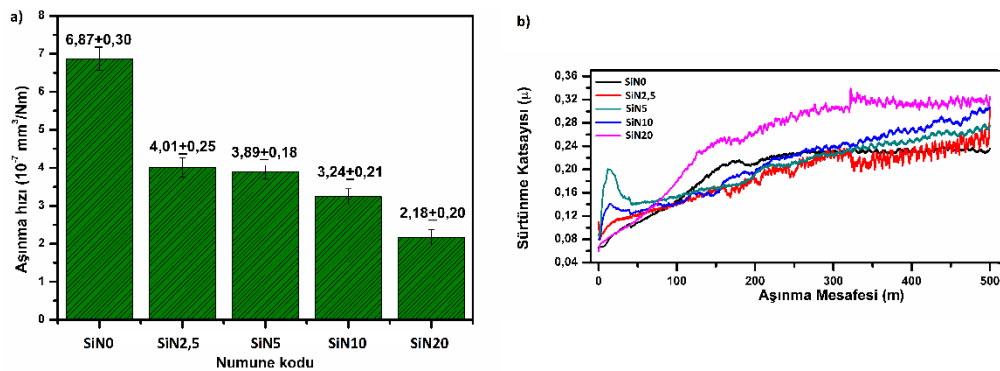 a)
8
7
6
5
4
3
2
1
0
Aşınma hızı (10⁻⁷ mm³/Nm)
6,87±0,30
4,01±0,25
3,89±0,18
3,24±0,21
2,18±0,20
SiN0 SiN2,5 SiN5 SiN10 SiN20
Numune kodu
b)
0,36
0,32
0,28
0,24
0,20
0,16
0,12
0,08
0,04
Sürtünme Katsayısı (μ)
SiN0
SiN2,5
SiN5
SiN10
SiN20
0 100 200 300 400 500
Aşınma Mesafesi (m)